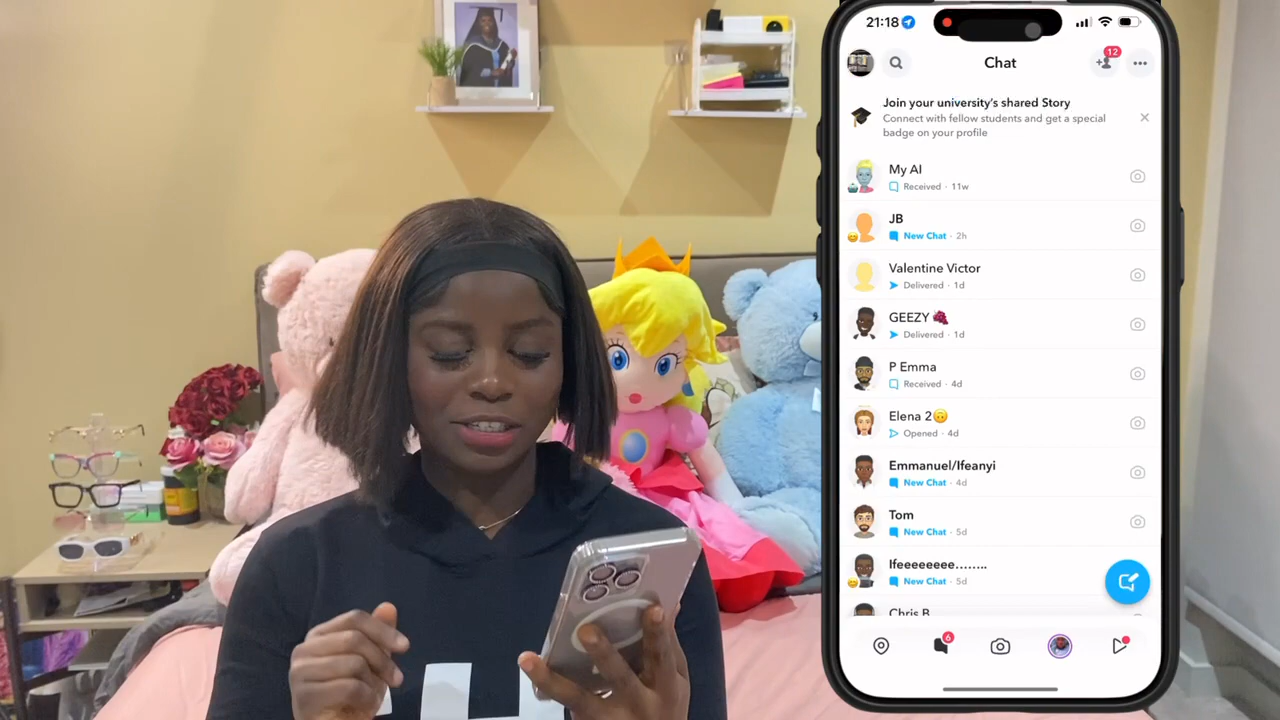 21:18
Chat
12
Join your university's shared Story
Connect with fellow students and get a special
badge on your profile
My AI
Received · 11w
JB
New Chat · 2h
Valentine Victor
Delivered · 1d
GEEZY 🍇
Delivered · 1d
P Emma
Received · 4d
Elena 2🙃
Opened · 4d
Emmanuel/Ifeanyi
New Chat · 4d
Tom
New Chat · 5d
Ifeeeeeeee........
New Chat · 5d
Chris B
6